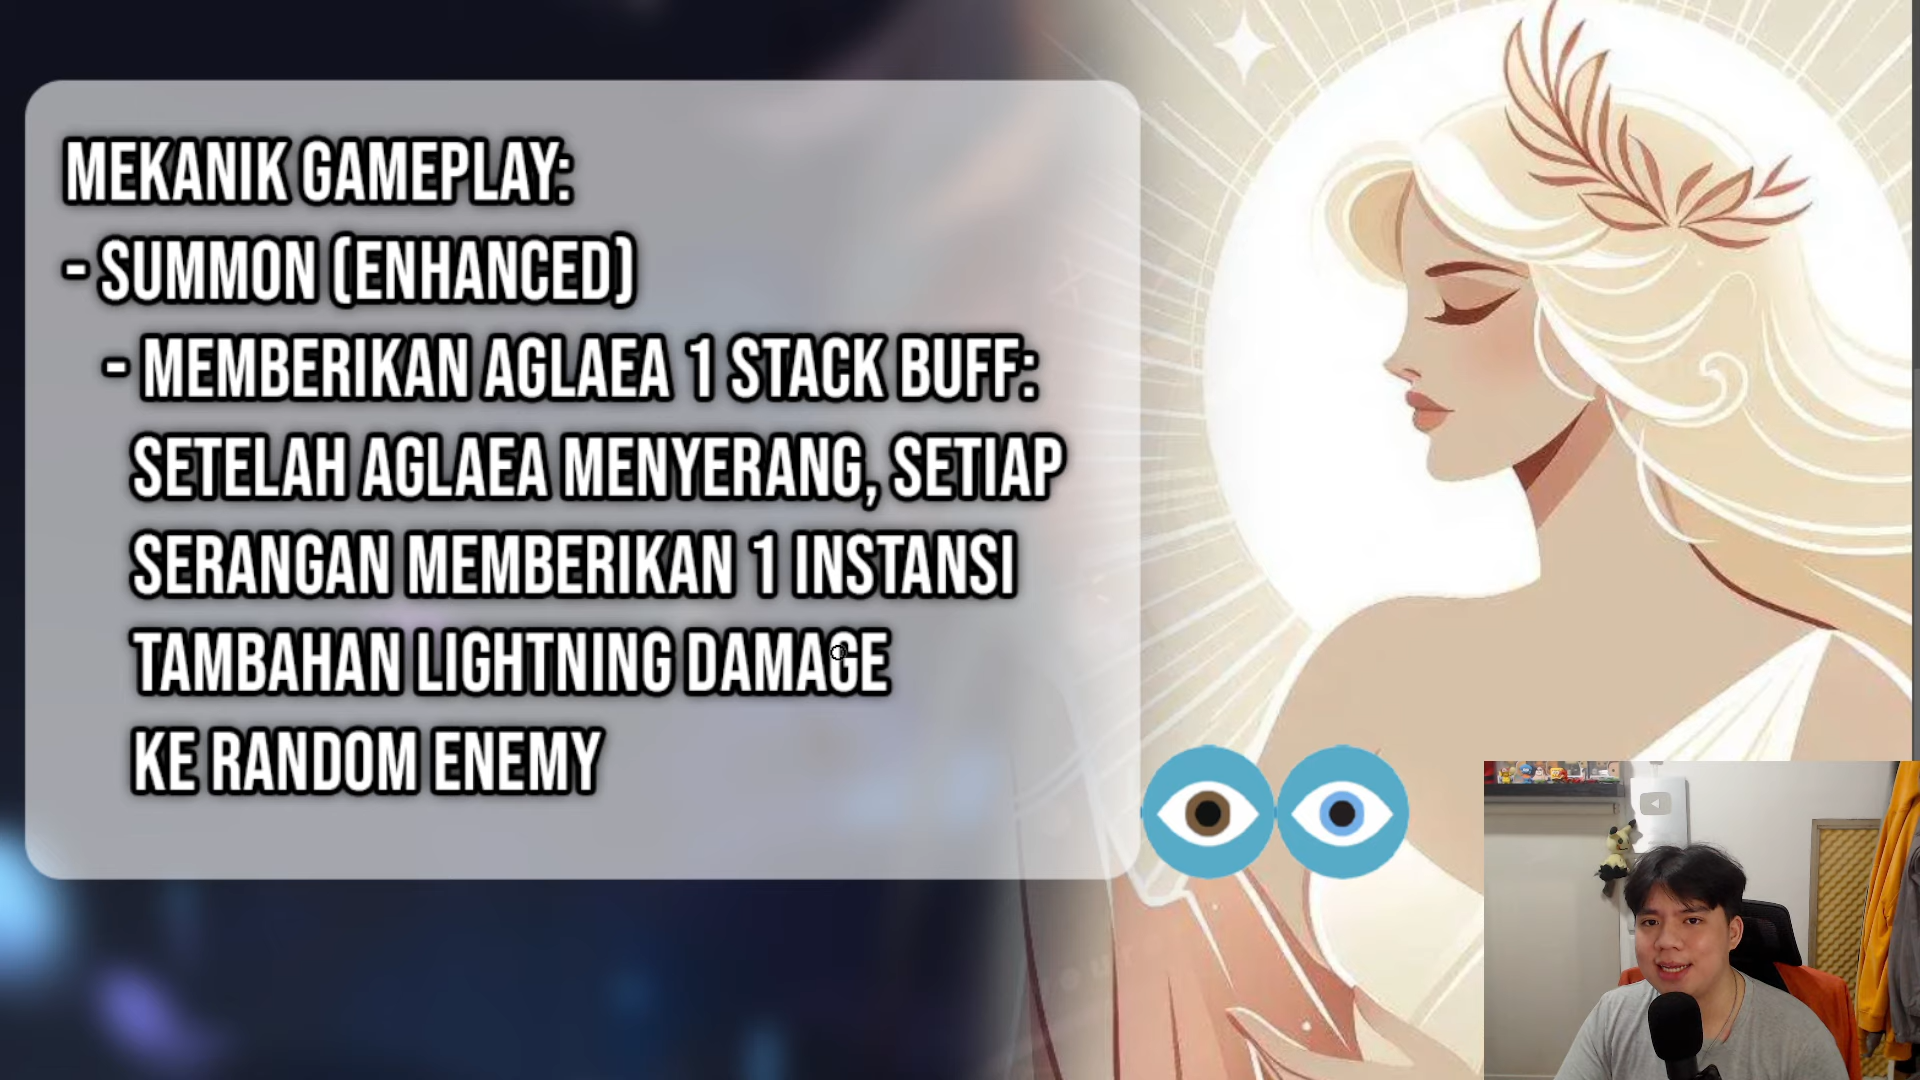 MEKANIK GAMEPLAY:
- SUMMON (ENHANCED)
- MEMBERIKAN AGLAEA 1 STACK BUFF:
SETELAH AGLAEA MENYERANG, SETIAP
SERANGAN MEMBERIKAN 1 INSTANSI
TAMBAHAN LIGHTNING DAMAGE
KE RANDOM ENEMY